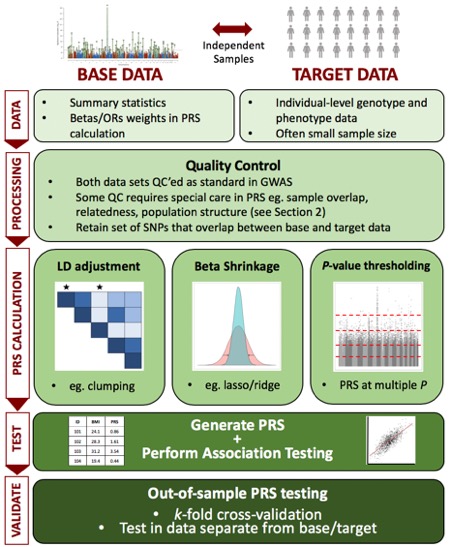 Independent
Samples
BASE DATA
TARGET DATA
DATA
• Summary statistics
• Betas/ORs weights in PRS
calculation
• Individual-level genotype and
phenotype data
• Often small sample size
PROCESSING
Quality Control
• Both data sets QC’ed as standard in GWAS
• Some QC requires special care in PRS eg. sample overlap,
relatedness, population structure (see Section 2)
• Retain set of SNPs that overlap between base and target data
PRS CALCULATION
LD adjustment
• eg. clumping
Beta Shrinkage
• eg. lasso/ridge
P-value thresholding
• PRS at multiple P
TEST
ID BMI PRS
101 24.1 0.86
102 28.3 1.61
103 31.2 3.54
104 19.4 0.44
Generate PRS
+
Perform Association Testing
VALIDATE
Out-of-sample PRS testing
• k-fold cross-validation
• Test in data separate from base/target